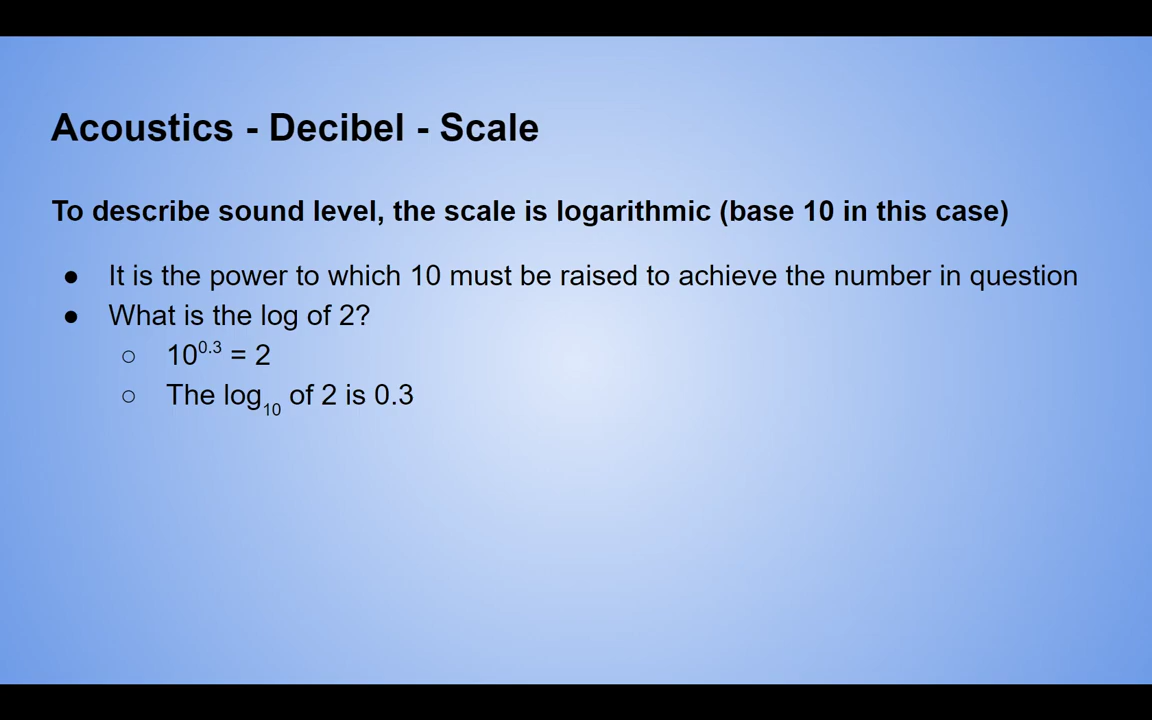 Acoustics - Decibel - Scale
To describe sound level, the scale is logarithmic (base 10 in this case)
● It is the power to which 10 must be raised to achieve the number in question
● What is the log of 2?
○ 10^0.3 = 2
○ The log_10 of 2 is 0.3